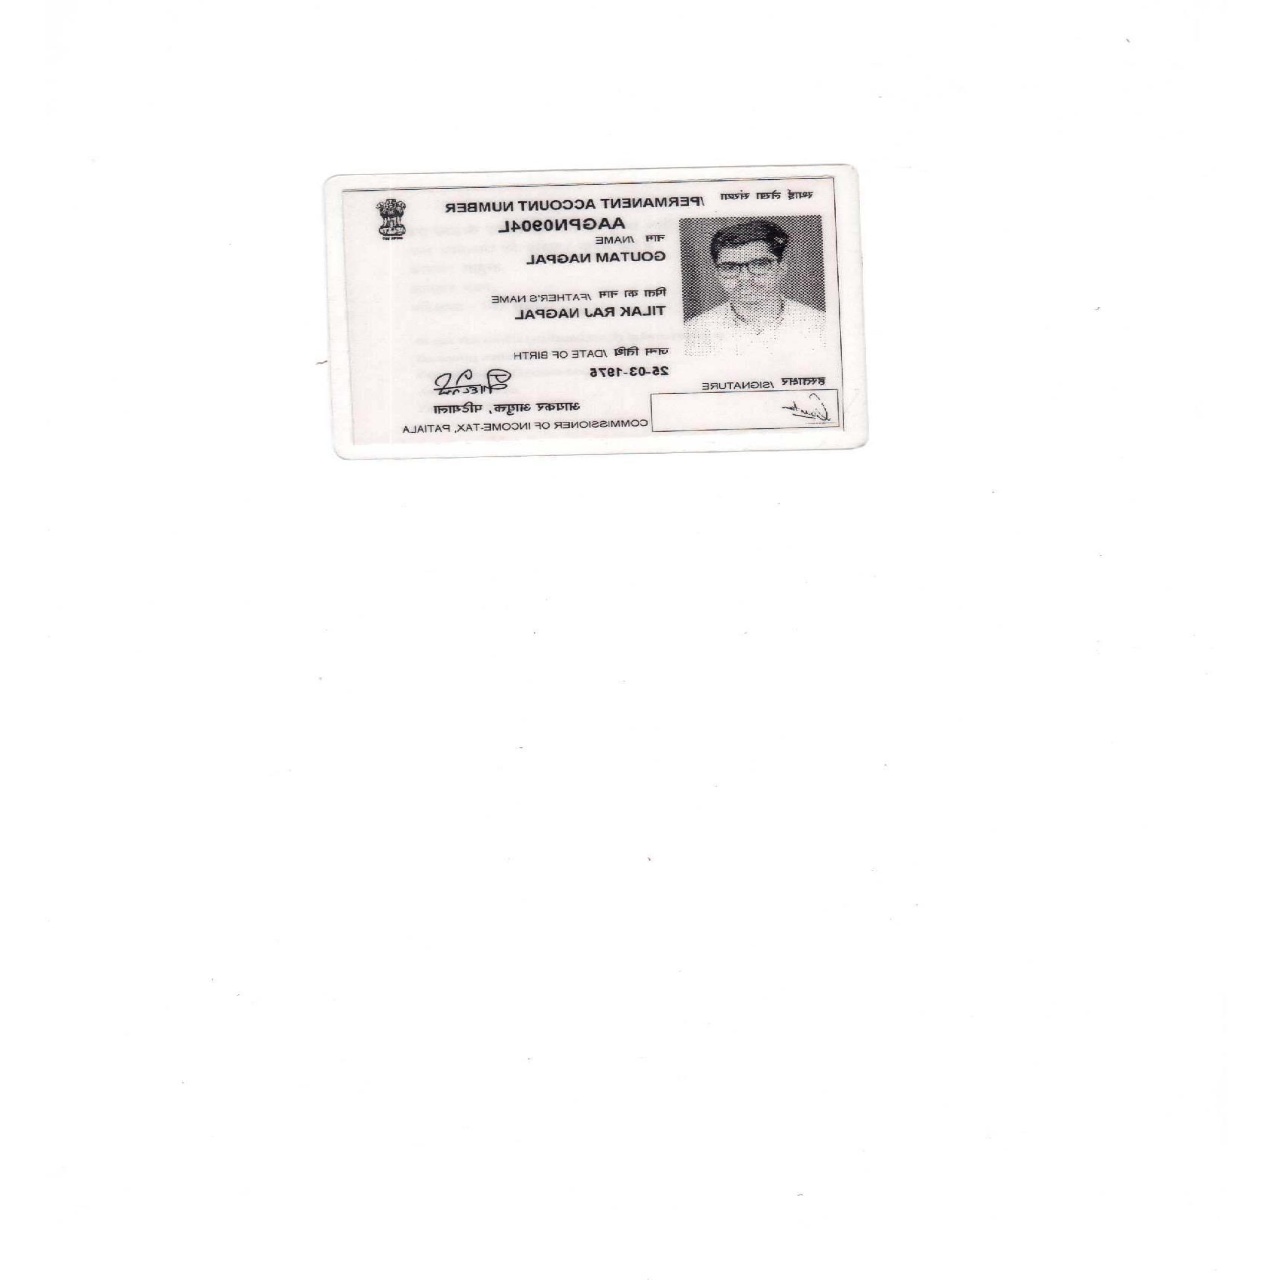 स्थाई लेखा संख्या /PERMANENT ACCOUNT NUMBER
AAGPN0904L
नाम /NAME
GOUTAM NAGPAL
पिता का नाम /FATHER'S NAME
TILAK RAJ NAGPAL
जन्म तिथि /DATE OF BIRTH
25-03-1975
हस्ताक्षर /SIGNATURE
आयकर आयुक्त, पटियाला
COMMISSIONER OF INCOME-TAX, PATIALA